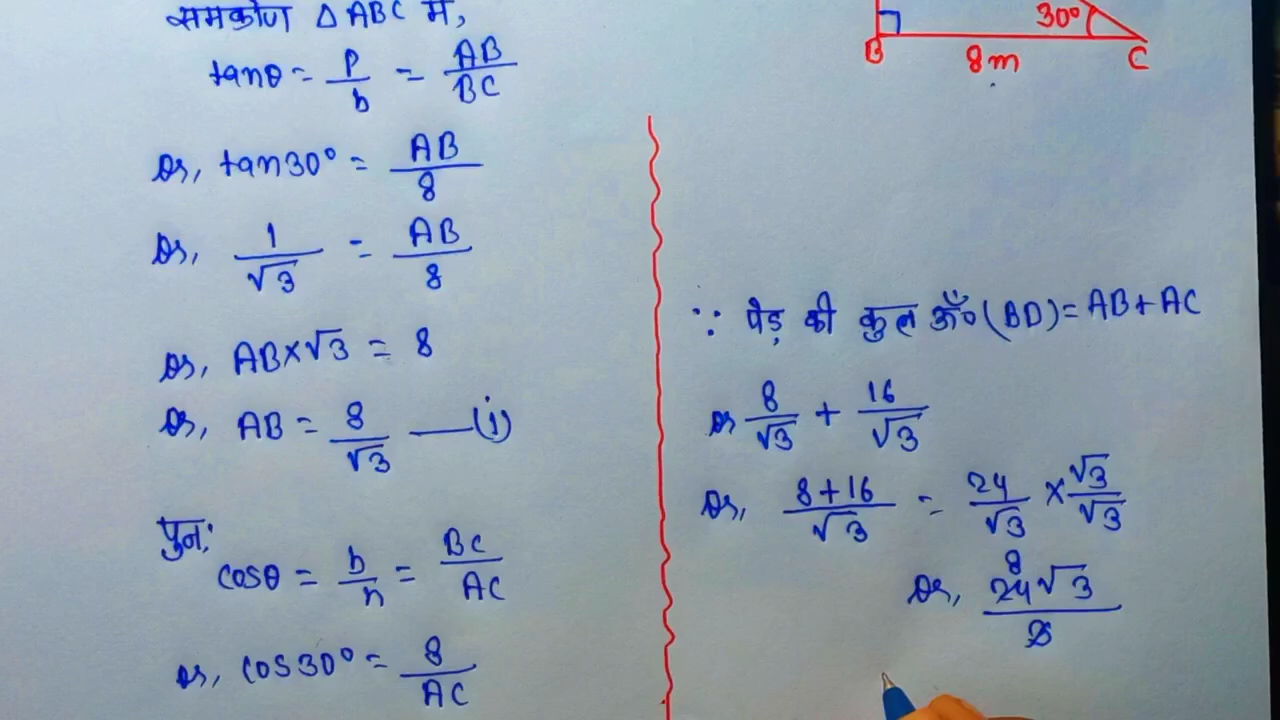 समकोण △ABC में,
tanθ = p/b = AB/BC
Or, tan30° = AB/8
Or, 1/√3 = AB/8
Or, AB×√3 = 8
Or, AB = 8/√3 —(i)
पुनः
cosθ = b/h = BC/AC
Or, cos30° = 8/AC
30°
B 8m C
∵ पेड़ की कुल ऊँ०(BD)=AB+AC
Or 8/√3 + 16/√3
Or, 8+16/√3 = 24/√3 × √3/√3
8
Or, 24√3/3